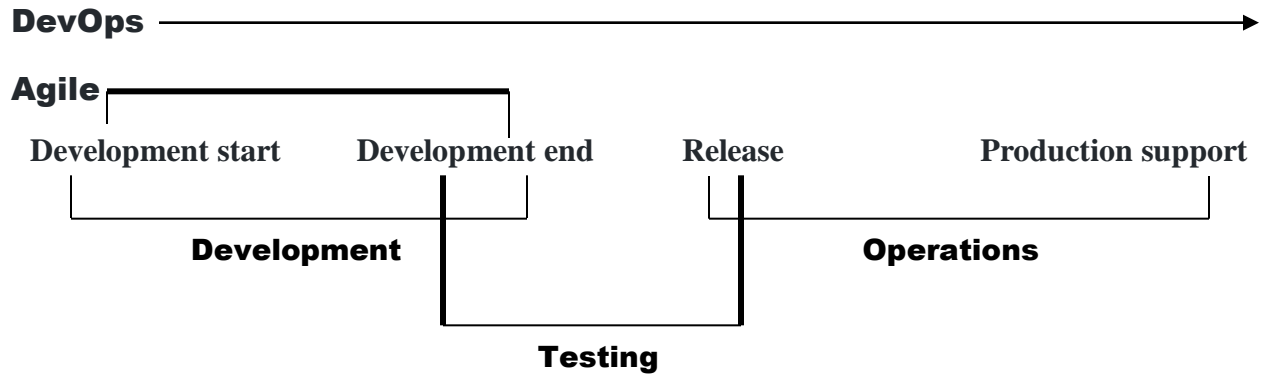 DevOps
Agile
Development start Development end Release Production support
Development Operations
Testing